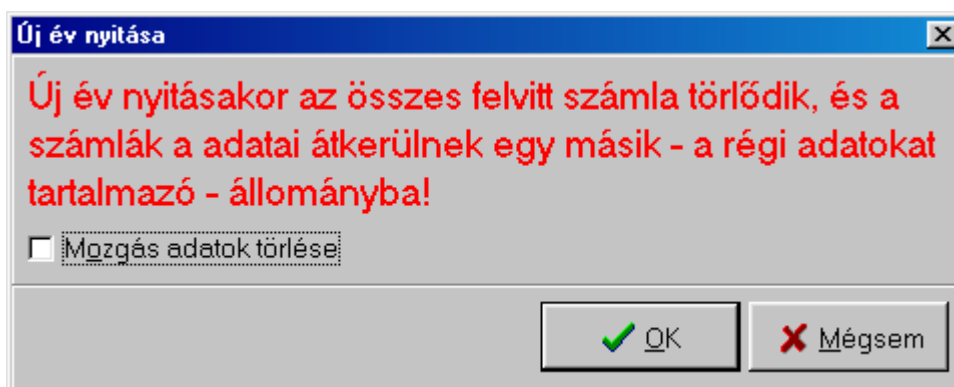 Új év nyitása
Új év nyitásakor az összes felvitt számla törlődik, és a
számlák a adatai átkerülnek egy másik - a régi adatokat
tartalmazó - állományba!
Mozgás adatok törlése
OK
Mégsem